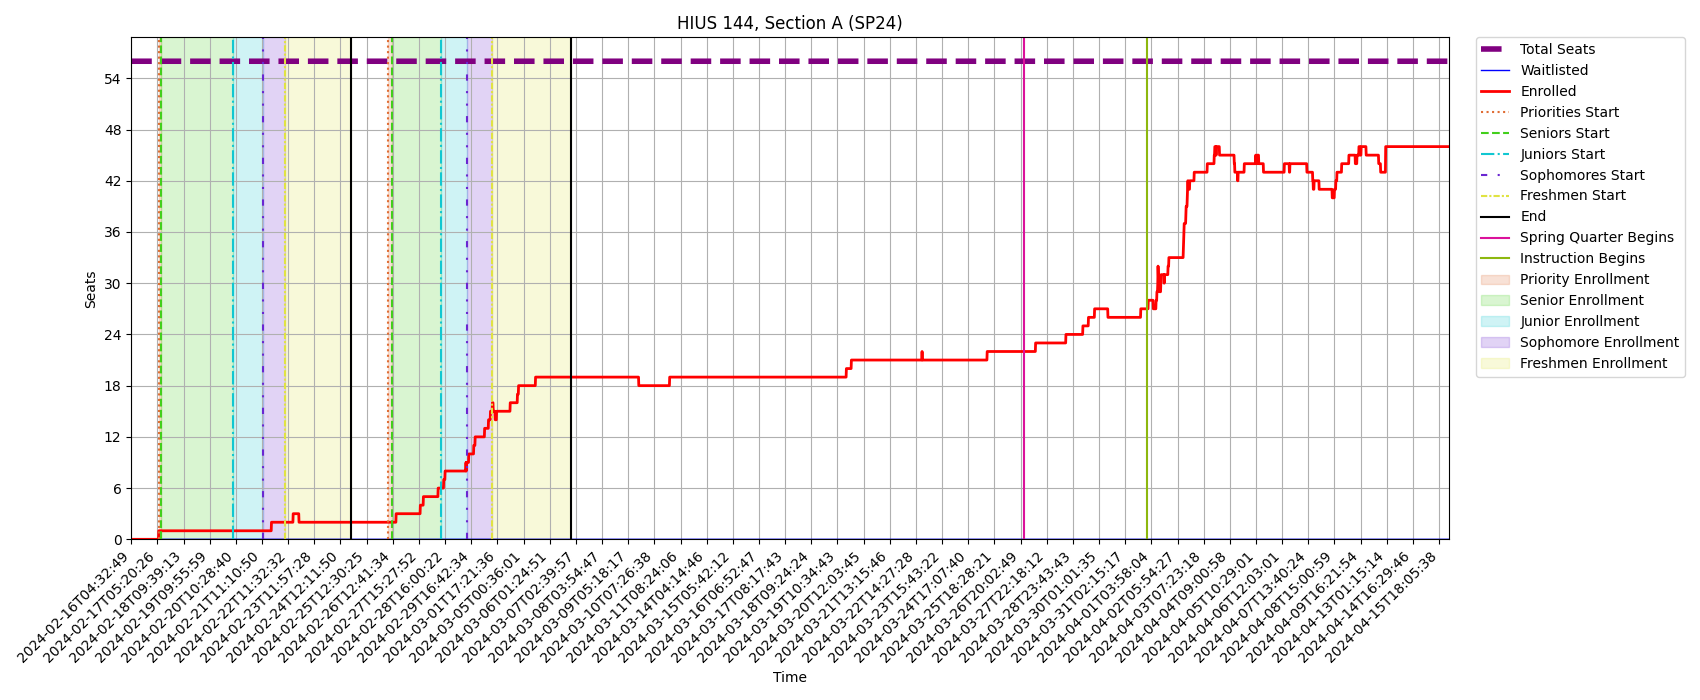 HIUS 144, Section A (SP24)
Seats
54
48
42
36
30
24
18
12
6
0
2024-02-16T04:32:49
2024-02-17T05:20:26
2024-02-18T09:39:13
2024-02-19T09:55:59
2024-02-20T10:28:40
2024-02-21T11:10:50
2024-02-22T11:32:32
2024-02-23T11:57:28
2024-02-24T12:11:50
2024-02-25T12:30:25
2024-02-26T12:41:34
2024-02-27T15:27:52
2024-02-28T16:00:22
2024-02-29T16:42:34
2024-03-01T17:21:36
2024-03-05T00:36:01
2024-03-06T01:24:51
2024-03-07T02:39:57
2024-03-08T03:54:47
2024-03-09T05:18:17
2024-03-10T07:26:38
2024-03-11T08:24:06
2024-03-14T04:14:46
2024-03-15T05:42:12
2024-03-16T06:52:47
2024-03-17T08:17:43
2024-03-18T09:24:24
2024-03-19T10:34:43
2024-03-20T12:03:45
2024-03-21T13:15:46
2024-03-22T14:27:28
2024-03-23T15:43:22
2024-03-24T17:07:40
2024-03-25T18:28:21
2024-03-26T20:02:49
2024-03-27T22:18:12
2024-03-28T23:43:43
2024-03-30T01:01:35
2024-03-31T02:15:17
2024-04-01T03:58:04
2024-04-02T05:54:27
2024-04-03T07:23:18
2024-04-04T09:00:58
2024-04-05T10:29:01
2024-04-06T12:03:01
2024-04-07T13:40:24
2024-04-08T15:00:59
2024-04-09T16:21:54
2024-04-13T01:15:14
2024-04-14T16:29:46
2024-04-15T18:05:38
Time
Total Seats
Waitlisted
Enrolled
Priorities Start
Seniors Start
Juniors Start
Sophomores Start
Freshmen Start
End
Spring Quarter Begins
Instruction Begins
Priority Enrollment
Senior Enrollment
Junior Enrollment
Sophomore Enrollment
Freshmen Enrollment